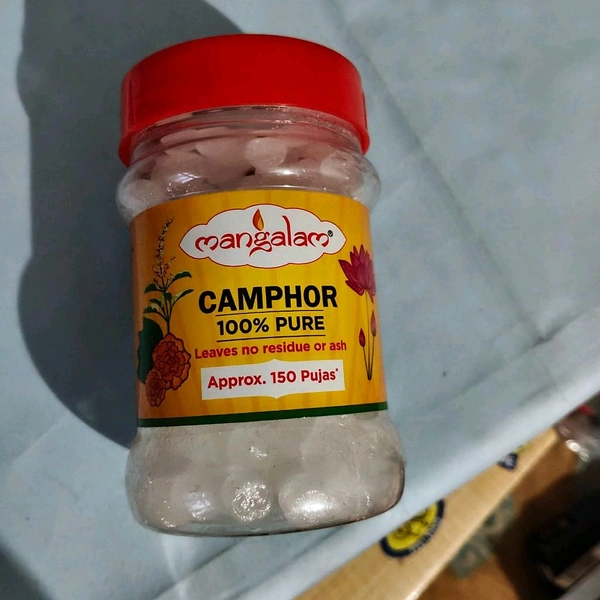 mangalam®
CAMPHOR
100% PURE
Leaves no residue or ash
Approx. 150 Pujas*